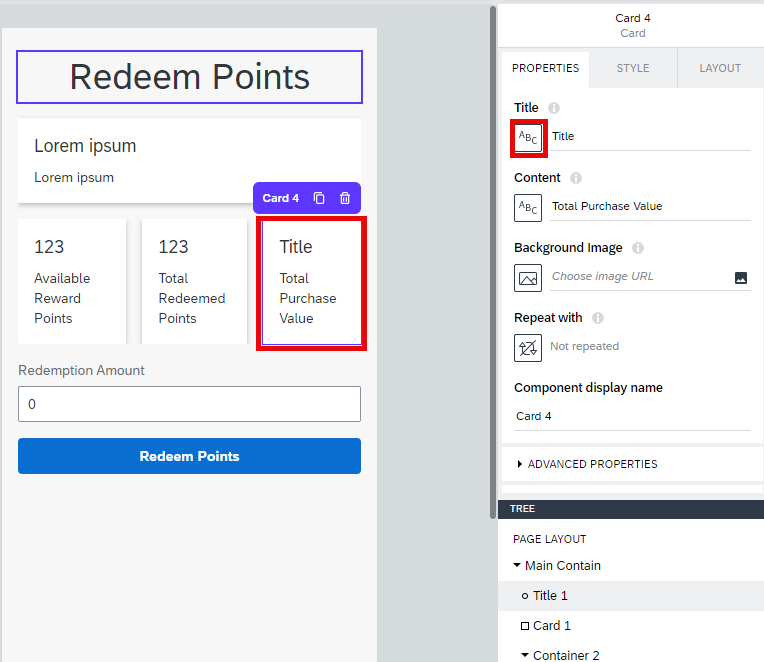 Redeem Points
Lorem ipsum
Lorem ipsum
Card 4
123
Available
Reward
Points
123
Total
Redeemed
Points
Title
Total
Purchase
Value
Redemption Amount
0
Redeem Points
Card 4
Card
PROPERTIES STYLE LAYOUT
Title
ABC Title
Content
ABC Total Purchase Value
Background Image
Choose image URL
Repeat with
Not repeated
Component display name
Card 4
ADVANCED PROPERTIES
TREE
PAGE LAYOUT
Main Contain
Title 1
Card 1
Container 2